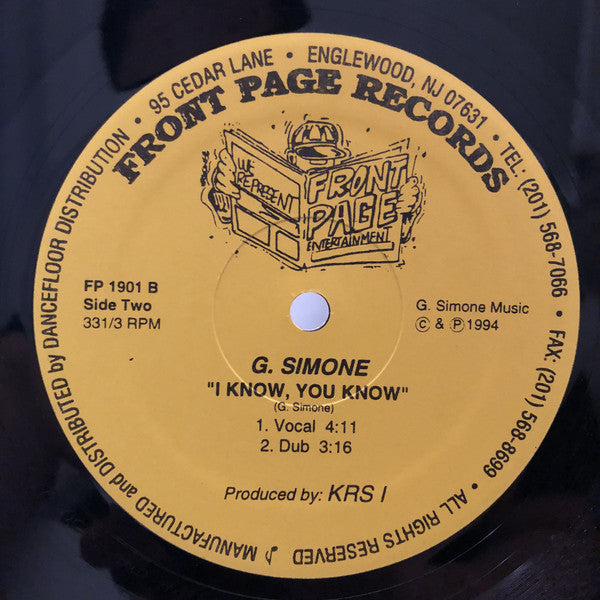 ♪ MANUFACTURED and DISTRIBUTED by DANCEFLOOR DISTRIBUTION • 95 CEDAR LANE • ENGLEWOOD, NJ 07631 • TEL: (201) 568-7066 • FAX: (201) 568-8699 • ALL RIGHTS RESERVED
FRONT PAGE RECORDS
WE REPRESENT
FRONT
PAGE
ENTERTAINMENT
FP 1901 B
Side Two
331/3 RPM
G. Simone Music
© & ℗ 1994
G. SIMONE
"I KNOW, YOU KNOW"
(G. Simone)
1. Vocal 4:11
2. Dub 3:16
Produced by: KRS I